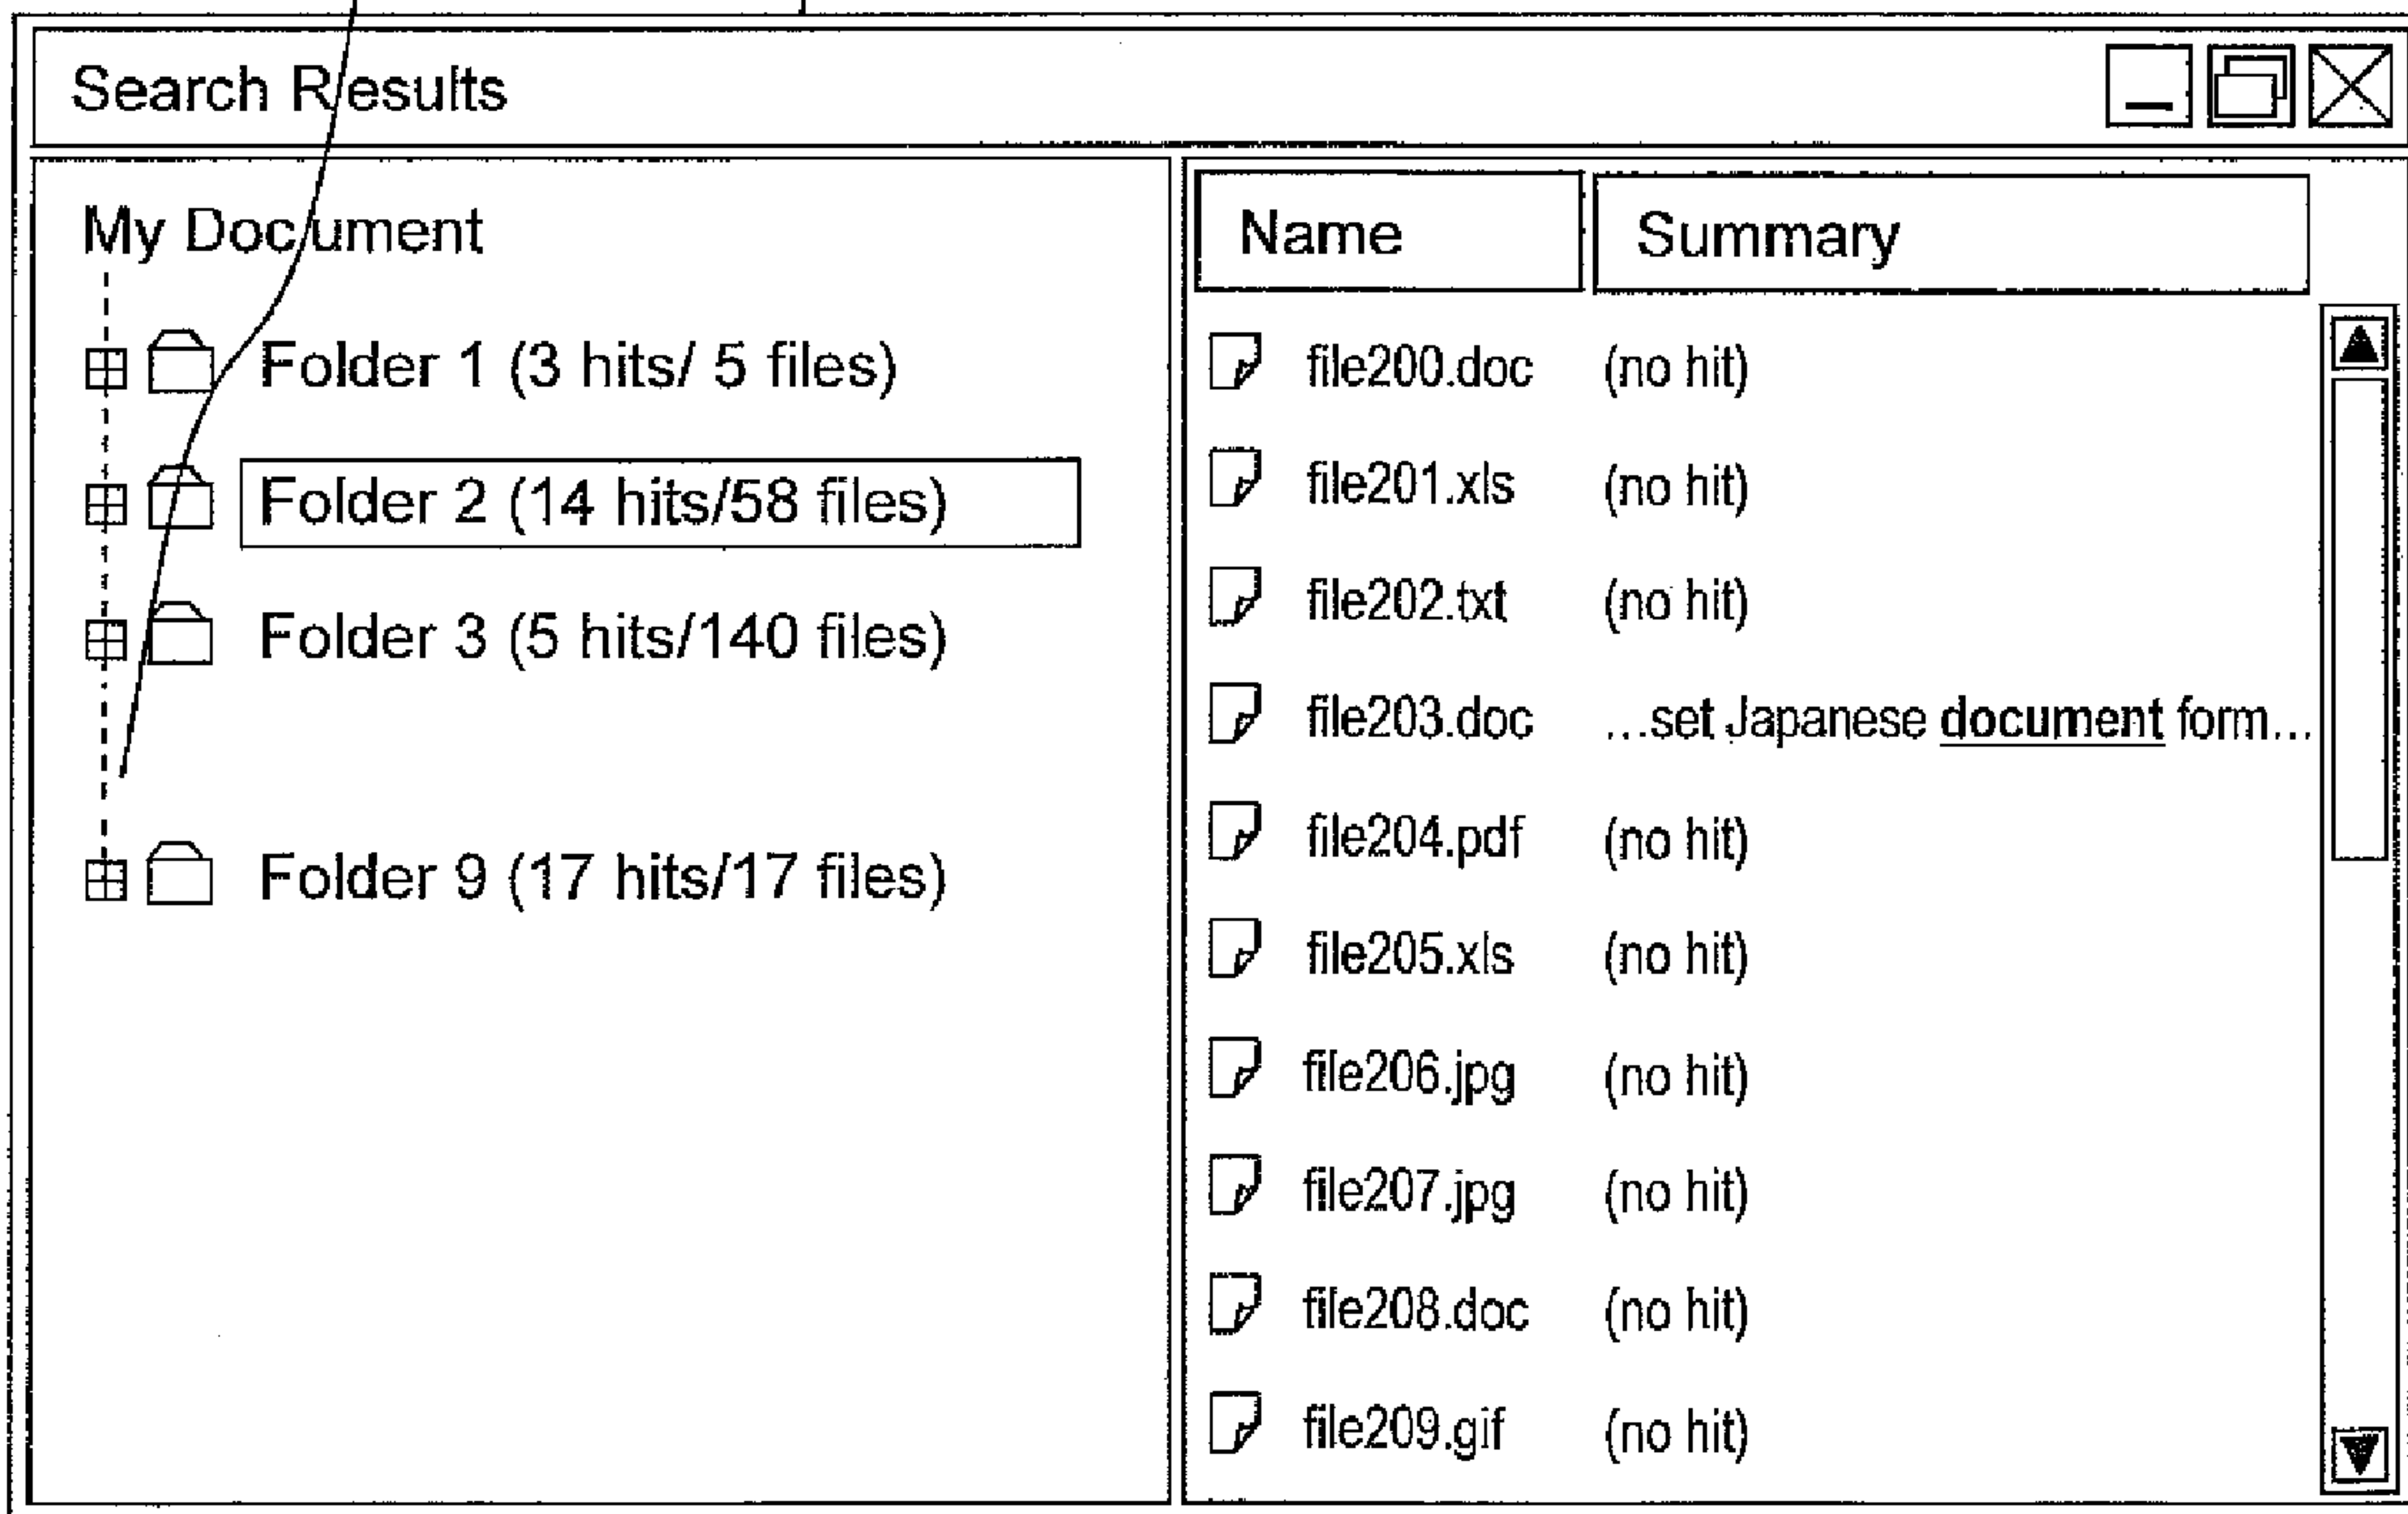 Search Results
My Document
Folder 1 (3 hits/ 5 files)
Folder 2 (14 hits/58 files)
Folder 3 (5 hits/140 files)
Folder 9 (17 hits/17 files)
Name Summary
file200.doc (no hit)
file201.xls (no hit)
file202.txt (no hit)
file203.doc ...set Japanese document form...
file204.pdf (no hit)
file205.xls (no hit)
file206.jpg (no hit)
file207.jpg (no hit)
file208.doc (no hit)
file209.gif (no hit)